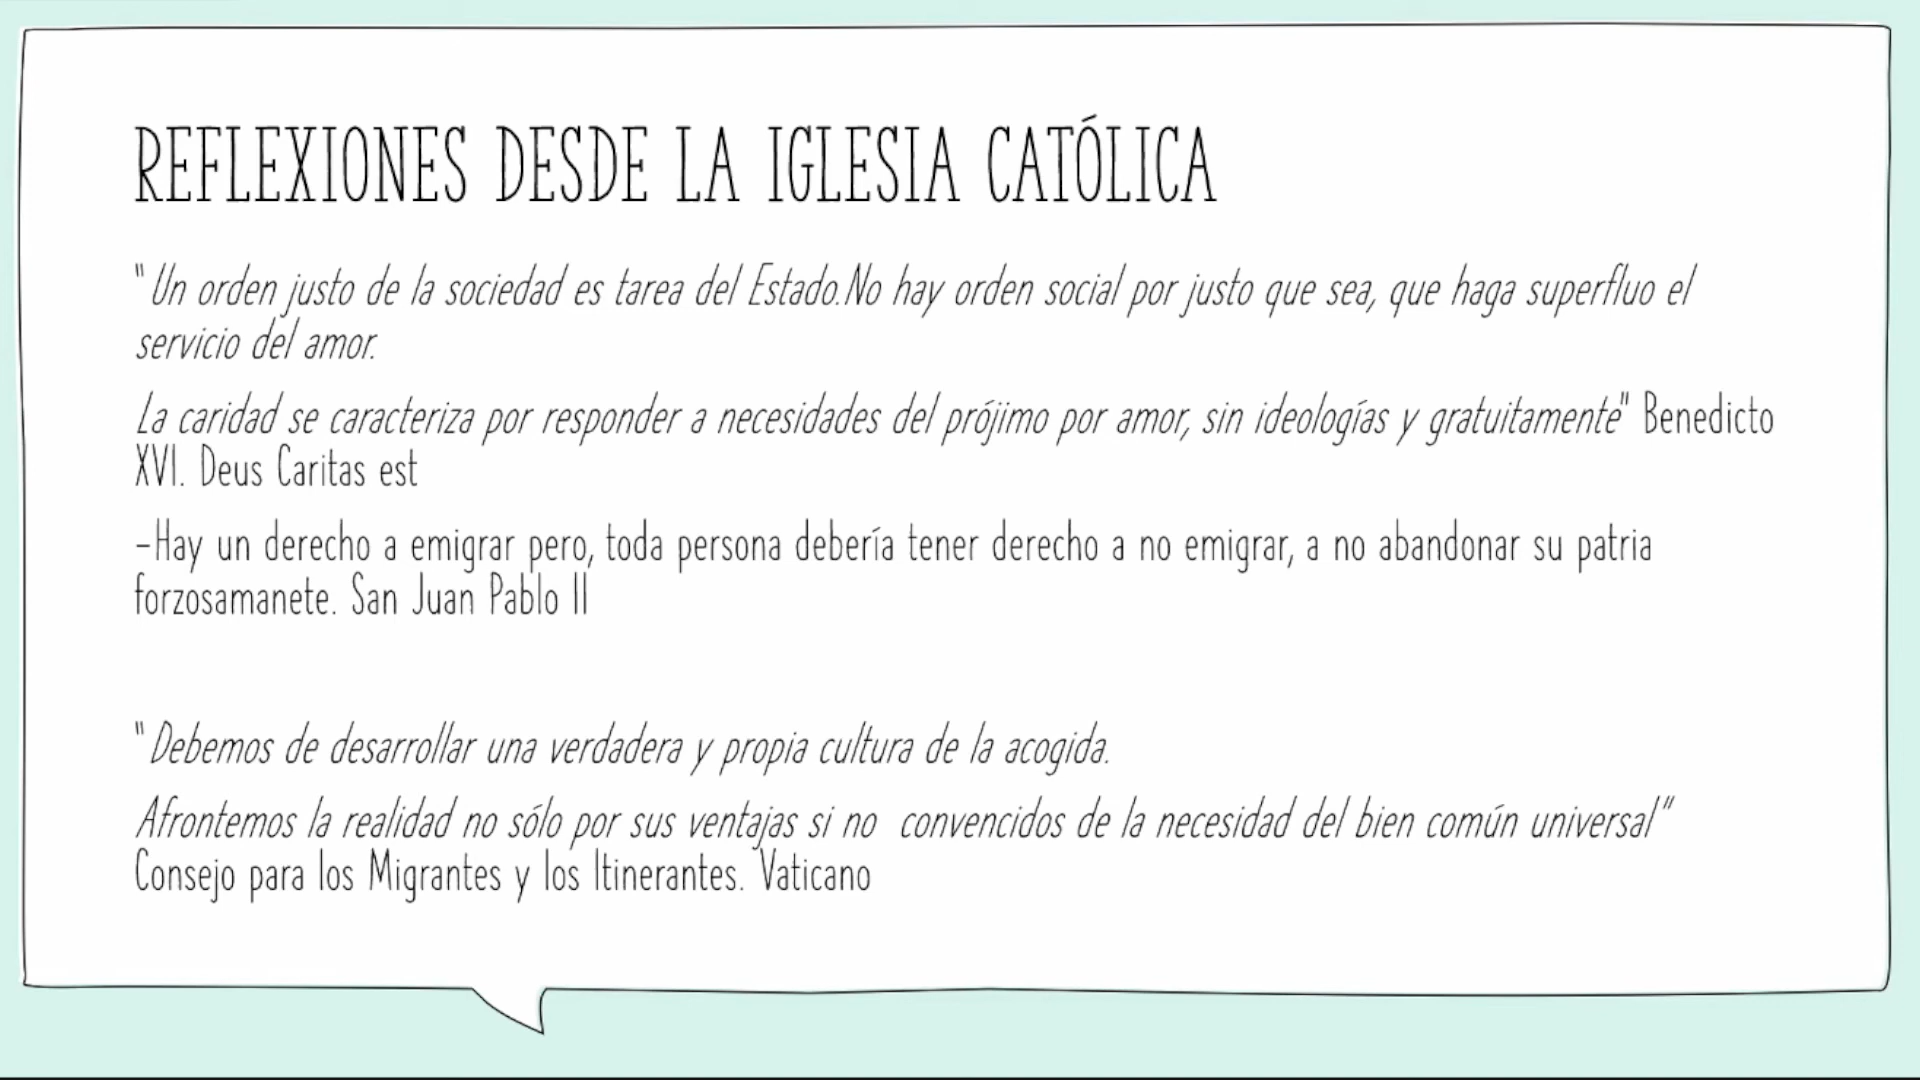 REFLEXIONES DESDE LA IGLESIA CATÓLICA
"Un orden justo de la sociedad es tarea del Estado.No hay orden social por justo que sea, que haga superfluo el
servicio del amor.
La caridad se caracteriza por responder a necesidades del prójimo por amor, sin ideologías y gratuitamente" Benedicto
XVI. Deus Caritas est
-Hay un derecho a emigrar pero, toda persona debería tener derecho a no emigrar, a no abandonar su patria
forzosamanete. San Juan Pablo II
"Debemos de desarrollar una verdadera y propia cultura de la acogida.
Afrontemos la realidad no sólo por sus ventajas si no  convencidos de la necesidad del bien común universal"
Consejo para los Migrantes y los Itinerantes. Vaticano